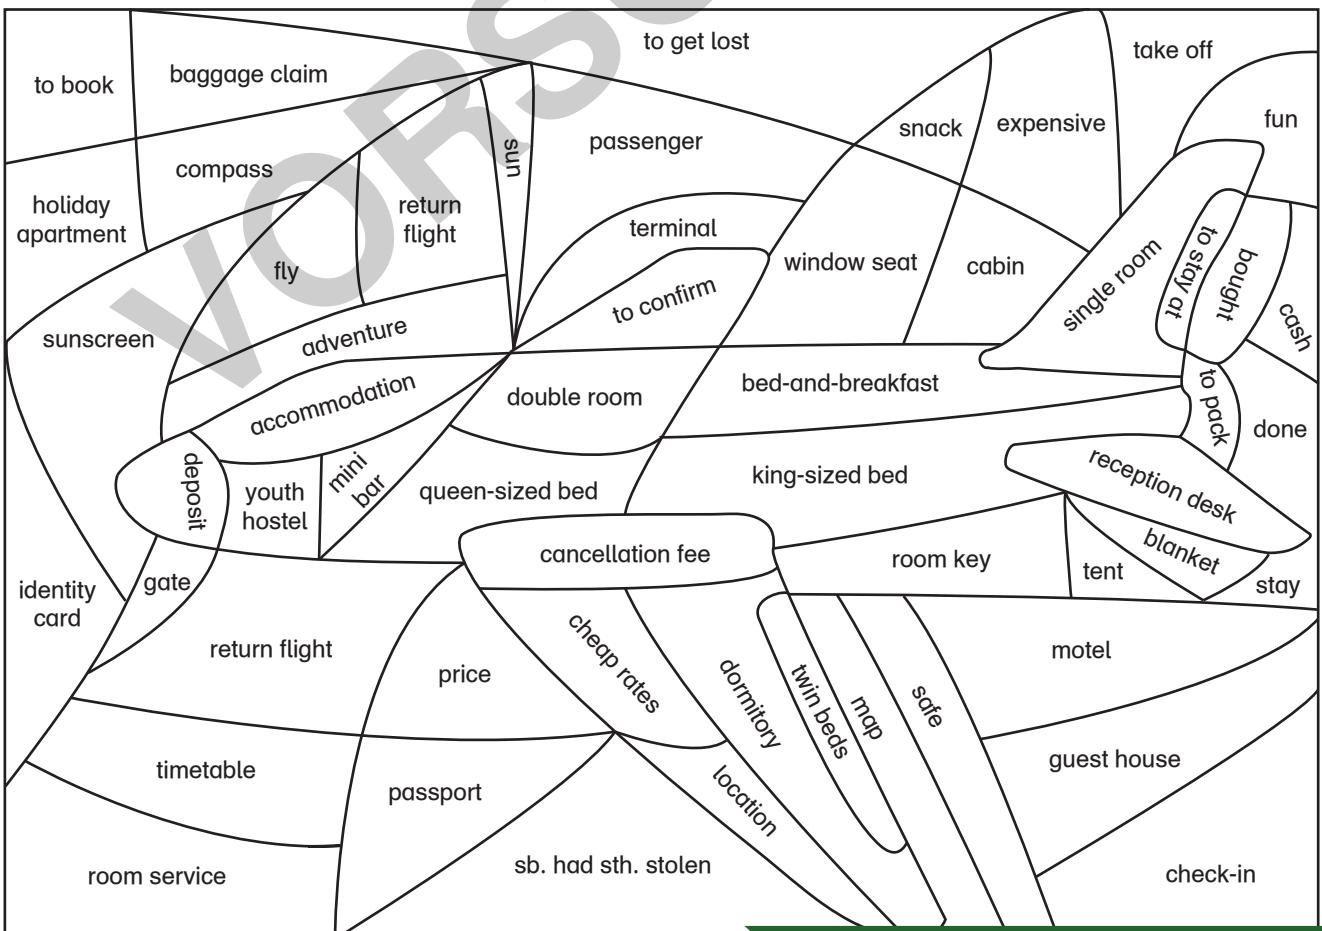 to get lost
take off
to book
baggage claim
fun
snack
expensive
sun
passenger
compass
holiday
apartment
return
flight
terminal
to stay at
bought
fly
window seat
cabin
single room
to confirm
cash
sunscreen
adventure
accommodation
double room
bed-and-breakfast
to pack
done
deposit
youth
hostel
mini
bar
queen-sized bed
king-sized bed
reception desk
cancellation fee
room key
blanket
tent
stay
identity
card
gate
return flight
price
cheap rates
dormitory
twin beds
map
safe
motel
timetable
passport
location
guest house
room service
sb. had sth. stolen
check-in